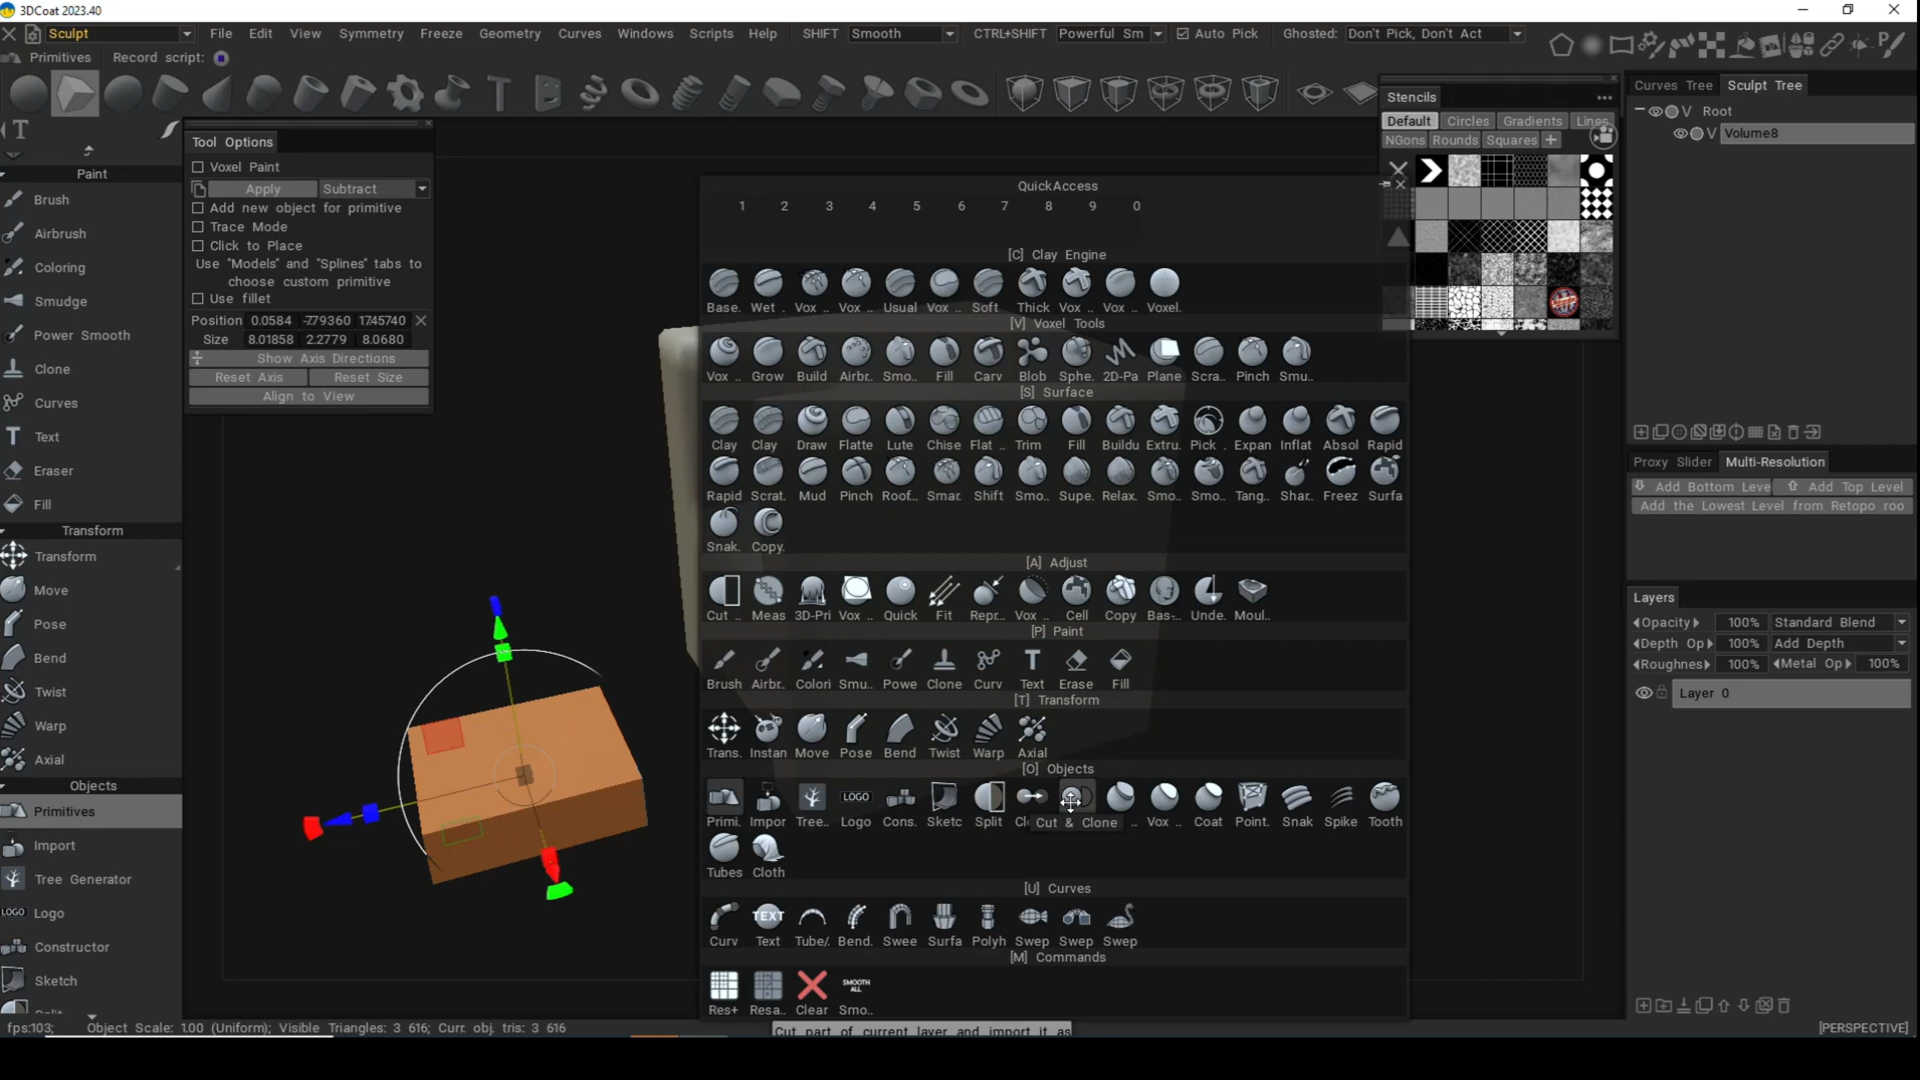 3DCoat 2023.40
Sculpt
File Edit View Symmetry Freeze Geometry Curves Windows Scripts Help SHIFT Smooth CTRL+SHIFT Powerful Sm Auto Pick Ghosted: Don't Pick, Don't Act
Primitives Record script:
Tool Options
Voxel Paint
Apply Subtract
Add new object for primitive
Trace Mode
Click to Place
Use "Models" and "Splines" tabs to
choose custom primitive
Use fillet
Position 0.0584 -7.79360 17.45740
Size 8.01858 2.2779 8.0680
Show Axis Directions
Reset Axis Reset Size
Align to View
Paint
Brush
Airbrush
Coloring
Smudge
Power Smooth
Clone
Curves
Text
Eraser
Fill
Transform
Transform
Move
Pose
Bend
Twist
Warp
Axial
Objects
Primitives
Import
Tree Generator
LOGO Logo
Constructor
Sketch
QuickAccess
1 2 3 4 5 6 7 8 9 0
[C] Clay Engine
Base. Wet . Vox .. Vox .. Usual Vox .. Soft Thick Vox .. Vox .. Voxel.
[V] Voxel Tools
Vox .. Grow Build Airbr.. Smo.. Fill Carv Blob Sphe. 2D-Pa Plane Scra.. Pinch Smu..
[S] Surface
Clay Clay Draw Flatte Lute Chise Flat .. Trim Fill Buildu Extru. Pick . Expan Inflat Absol Rapid
Rapid Scrat. Mud Pinch Roof... Smar. Shift Smo.. Supe. Relax. Smo.. Smo.. Tang.. Shar.. Freez Surfa
Snak. Copy.
[A] Adjust
Cut .. Meas 3D-Pri Vox .. Quick Fit Repr.. Vox .. Cell Copy Bas-.. Unde. Moul..
[P] Paint
Brush Airbr.. Colori Smu.. Powe Clone Curv Text Erase Fill
[T] Transform
Trans. Instan Move Pose Bend Twist Warp Axial
[O] Objects
LOGO
Primi. Impor Tree.. Logo Cons. Sketc Split Cl Cut & Clone .. Vox .. Coat Point. Snak Spike Tooth
Tubes Cloth
[U] Curves
TEXT
Curv Text Tube/. Bend. Swee Surfa Polyh Swep Swep Swep
[M] Commands
SMOOTH
ALL
Res+ Resa.. Clear Smo..
Cut part of current layer and import it as
Stencils
Default Circles Gradients Lines
NGons Rounds Squares +
Curves Tree Sculpt Tree
V Root
V Volume8
Proxy Slider Multi-Resolution
Add Bottom Leve Add Top Level
Add the Lowest Level from Retopo roo
Layers
Opacity 100% Standard Blend
Depth Op 100% Add Depth
Roughness 100% Metal Op 100%
Layer 0
fps:103; Object Scale: 1.00 (Uniform); Visible Triangles: 3 616; Curr. obj. tris: 3 616
[PERSPECTIVE]